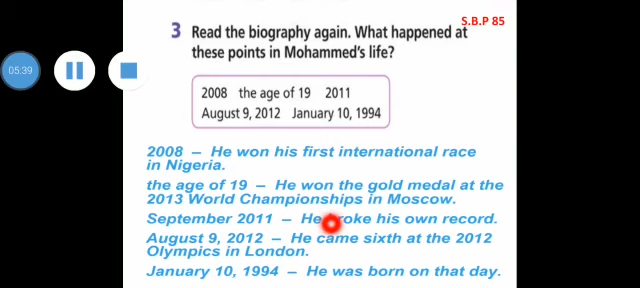 S.B.P 85
3 Read the biography again. What happened at
these points in Mohammed's life?
2008 the age of 19 2011
August 9, 2012 January 10, 1994
05:39
2008 – He won his first international race
in Nigeria.
the age of 19 – He won the gold medal at the
2013 World Championships in Moscow.
September 2011 – He broke his own record.
August 9, 2012 – He came sixth at the 2012
Olympics in London.
January 10, 1994 – He was born on that day.